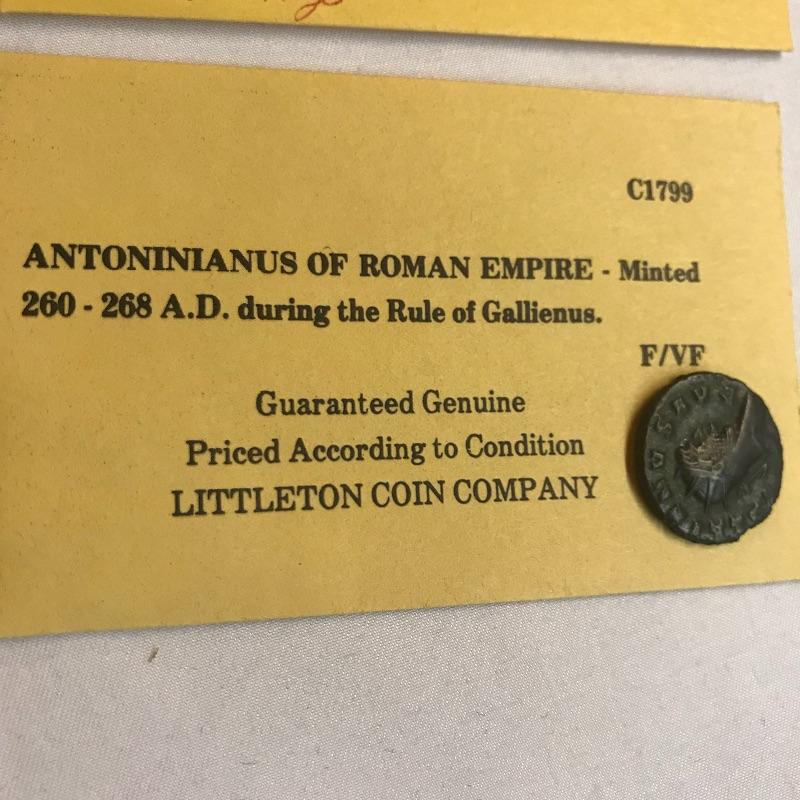 C1799
ANTONINIANUS OF ROMAN EMPIRE - Minted
260 - 268 A.D. during the Rule of Gallienus.
F/VF
Guaranteed Genuine
Priced According to Condition
LITTLETON COIN COMPANY